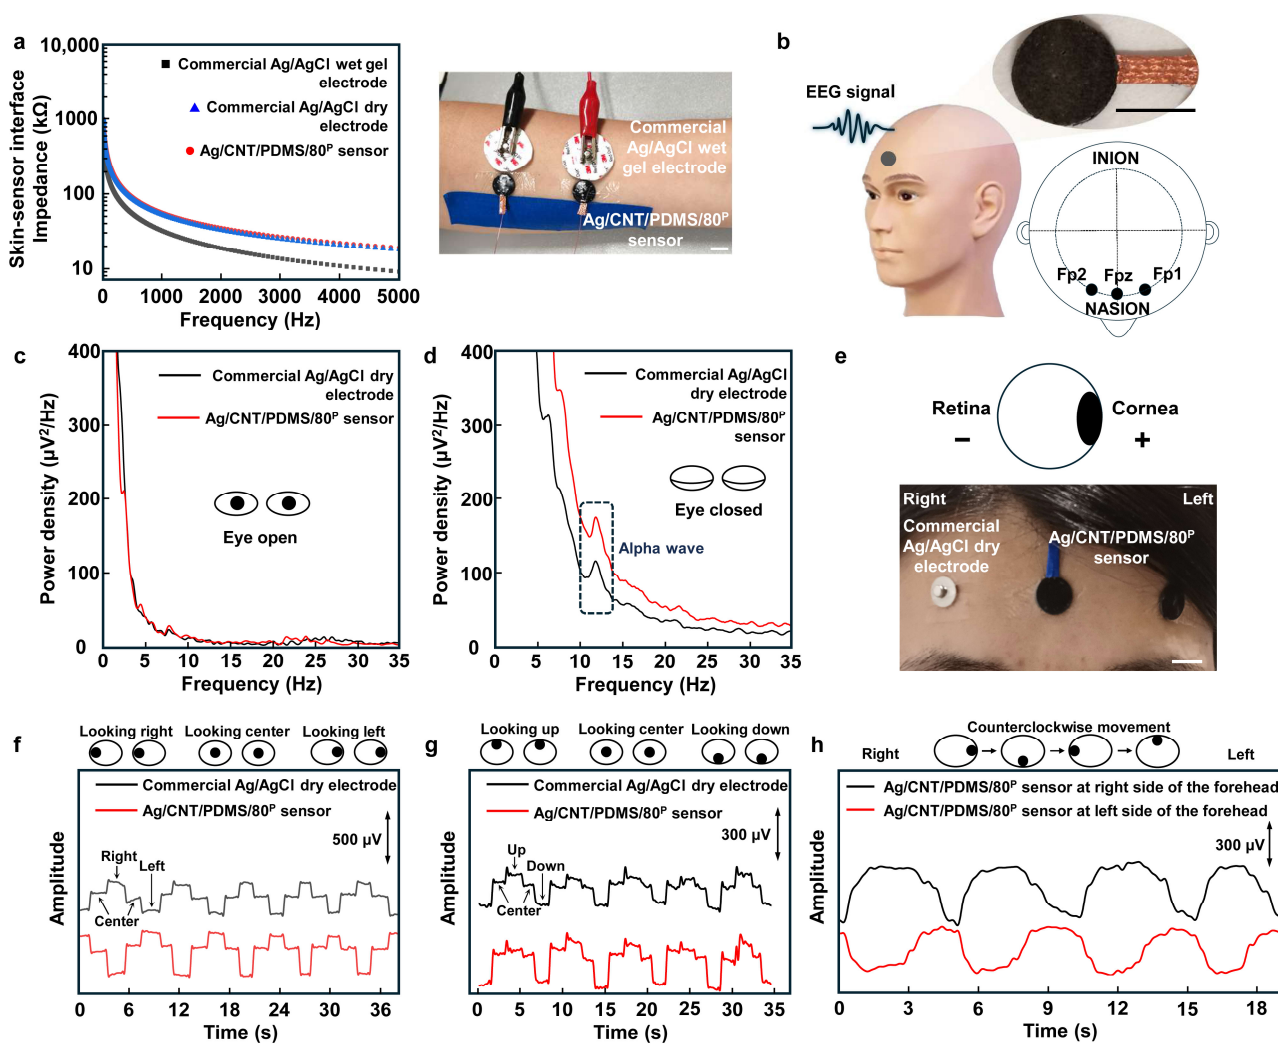 a
10,000
1000
100
10
Skin-sensor interface
Impedance (kΩ)
Commercial Ag/AgCl wet gel
electrode
Commercial Ag/AgCl dry
electrode
Ag/CNT/PDMS/80ᴾ sensor
0 1000 2000 3000 4000 5000
Frequency (Hz)
Commercial
Ag/AgCl wet
gel electrode
Ag/CNT/PDMS/80ᴾ
sensor
b
EEG signal
INION
Fp2 Fpz Fp1
NASION
c
400
300
200
100
0
Power density (µV²/Hz)
Commercial Ag/AgCl dry
electrode
Ag/CNT/PDMS/80ᴾ sensor
Eye open
0 5 10 15 20 25 30 35
Frequency (Hz)
d
400
300
200
100
0
Power density (µV²/Hz)
Commercial Ag/AgCl
dry electrode
Ag/CNT/PDMS/80ᴾ
sensor
Eye closed
Alpha wave
0 5 10 15 20 25 30 35
Frequency (Hz)
e
Retina Cornea
− +
Right Left
Commercial
Ag/AgCl dry
electrode
Ag/CNT/PDMS/80ᴾ
sensor
f
Looking right Looking center Looking left
Commercial Ag/AgCl dry electrode
Ag/CNT/PDMS/80ᴾ sensor
500 µV
Right
Left
Center
Amplitude
0 6 12 18 24 30 36
Time (s)
g
Looking up Looking center Looking down
Commercial Ag/AgCl dry electrode
Ag/CNT/PDMS/80ᴾ sensor
300 µV
Up
Down
Center
Amplitude
0 5 10 15 20 25 30 35
Time (s)
h
Counterclockwise movement
Right Left
Ag/CNT/PDMS/80ᴾ sensor at right side of the forehead
Ag/CNT/PDMS/80ᴾ sensor at left side of the forehead
300 µV
Amplitude
0 3 6 9 12 15 18
Time (s)